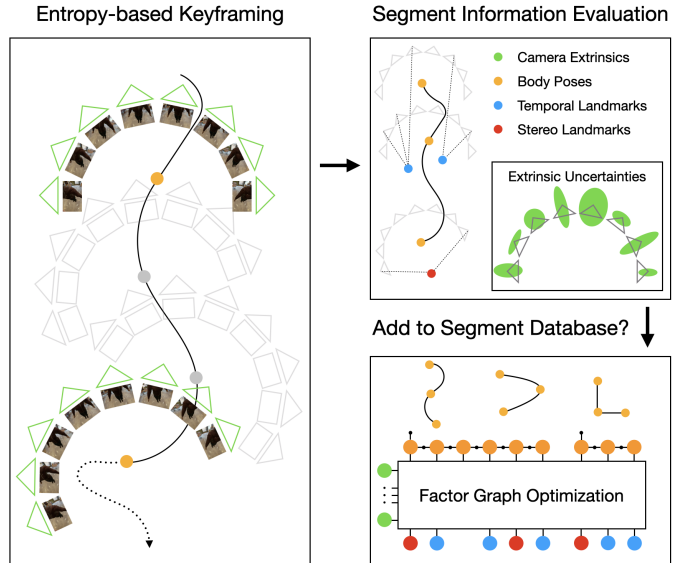 Entropy-based Keyframing
Segment Information Evaluation
Camera Extrinsics
Body Poses
Temporal Landmarks
Stereo Landmarks
Extrinsic Uncertainties
Add to Segment Database?
Factor Graph Optimization